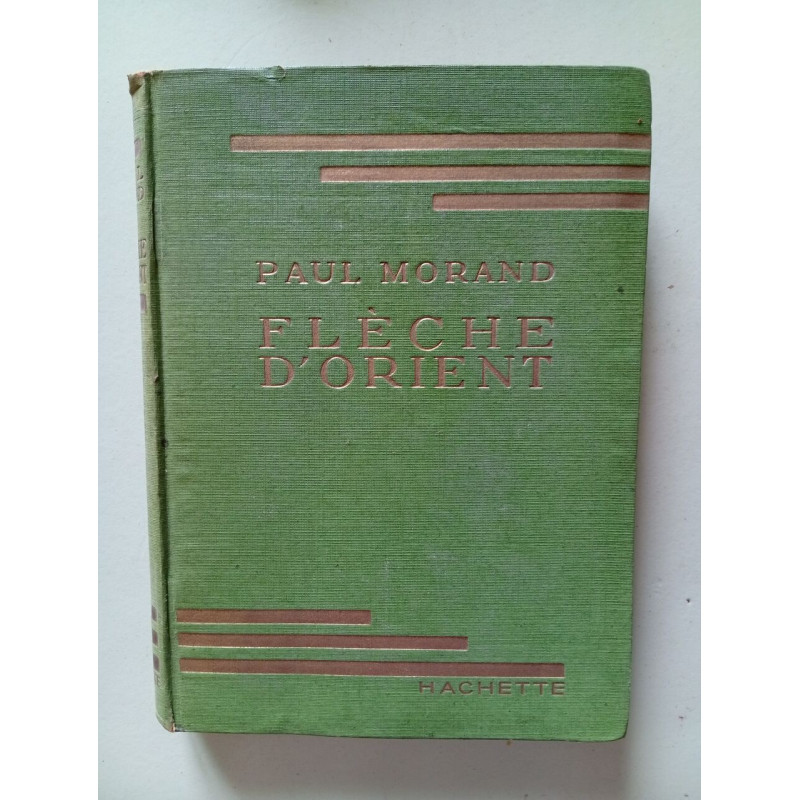 PAUL MORAND
FLÈCHE
D'ORIENT
HACHETTE